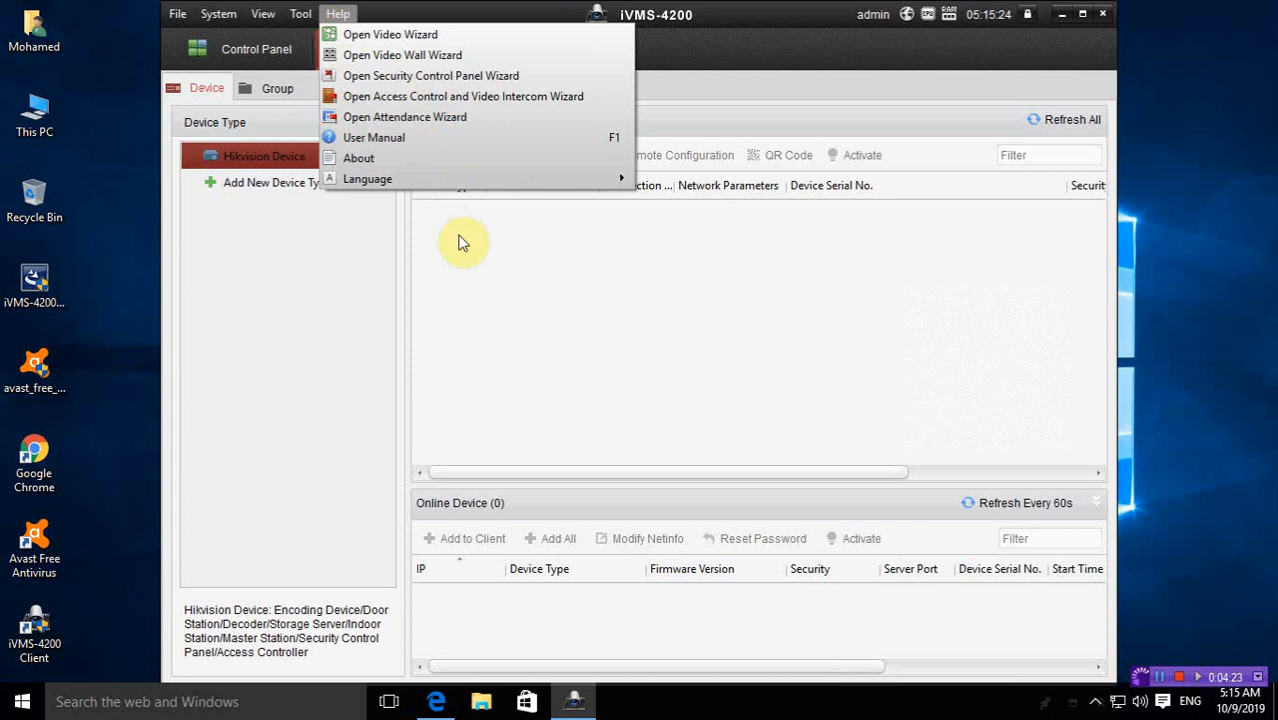 Mohamed
This PC
Recycle Bin
iVMS-4200...
avast_free_...
Google
Chrome
Avast Free
Antivirus
iVMS-4200
Client
File System View Tool Help
iVMS-4200
admin 05:15:24
Control Panel
Open Video Wizard
Open Video Wall Wizard
Open Security Control Panel Wizard
Open Access Control and Video Intercom Wizard
Open Attendance Wizard
User Manual F1
About
Language
Device Group
Device Type
Refresh All
Hikvision Device
Add New Device Ty
mote Configuration QR Code Activate Filter
ction ... Network Parameters Device Serial No. Securit
Online Device (0) Refresh Every 60s
Add to Client Add All Modify Netinfo Reset Password Activate Filter
IP Device Type Firmware Version Security Server Port Device Serial No. Start Time
Hikvision Device: Encoding Device/Door
Station/Decoder/Storage Server/Indoor
Station/Master Station/Security Control
Panel/Access Controller
0:04:23
Search the web and Windows
ENG
5:15 AM
10/9/2019